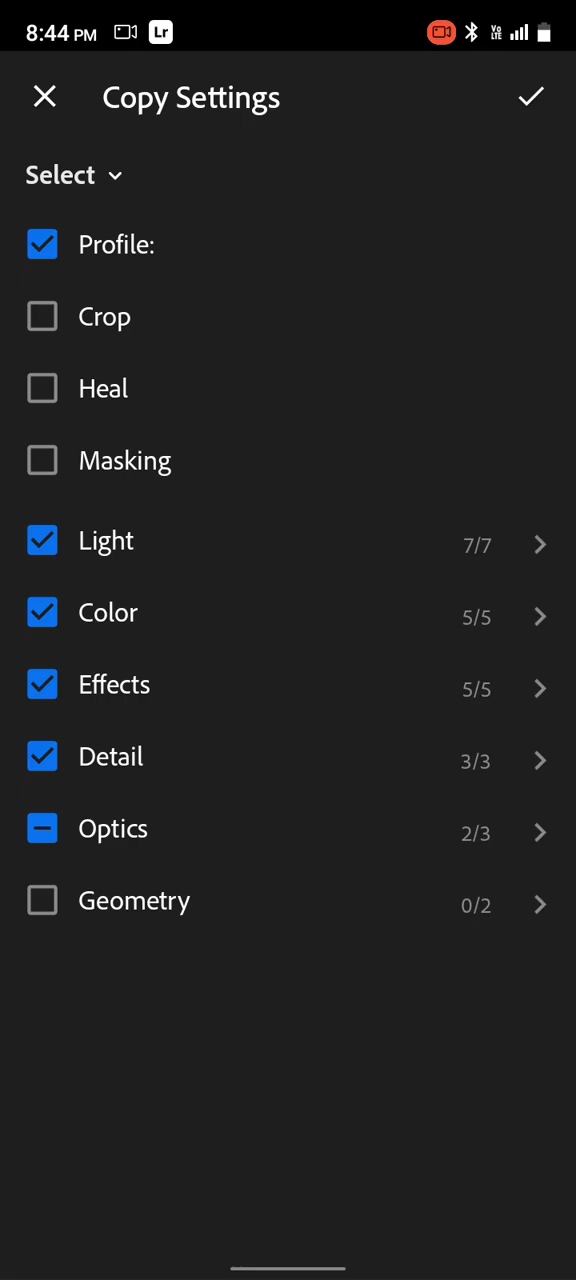 8:44 PM Lr VoLTE
Copy Settings
Select
Profile:
Crop
Heal
Masking
Light 7/7
Color 5/5
Effects 5/5
Detail 3/3
Optics 2/3
Geometry 0/2